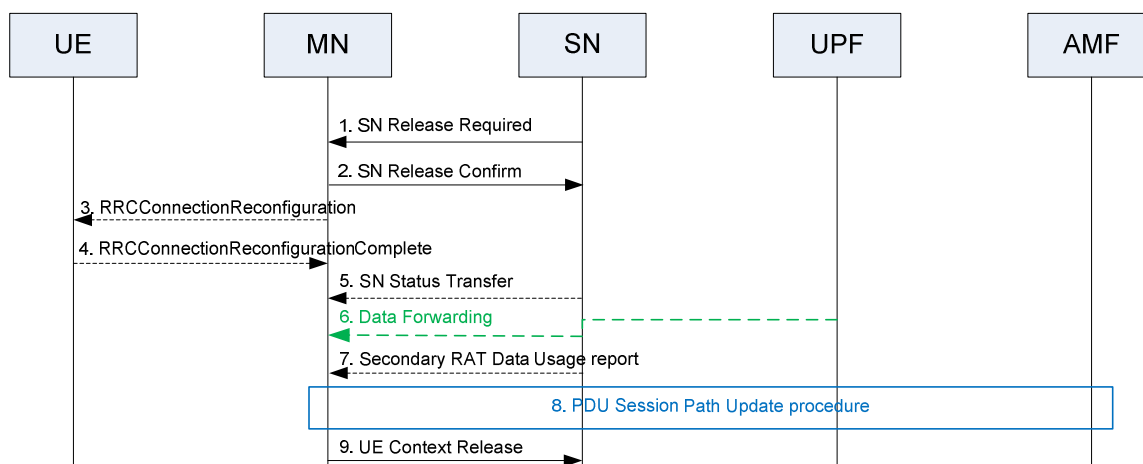 UE
MN
SN
UPF
AMF
1. SN Release Required
2. SN Release Confirm
3. RRCConnectionReconfiguration
4. RRCConnectionReconfigurationComplete
5. SN Status Transfer
6. Data Forwarding
7. Secondary RAT Data Usage report
8. PDU Session Path Update procedure
9. UE Context Release